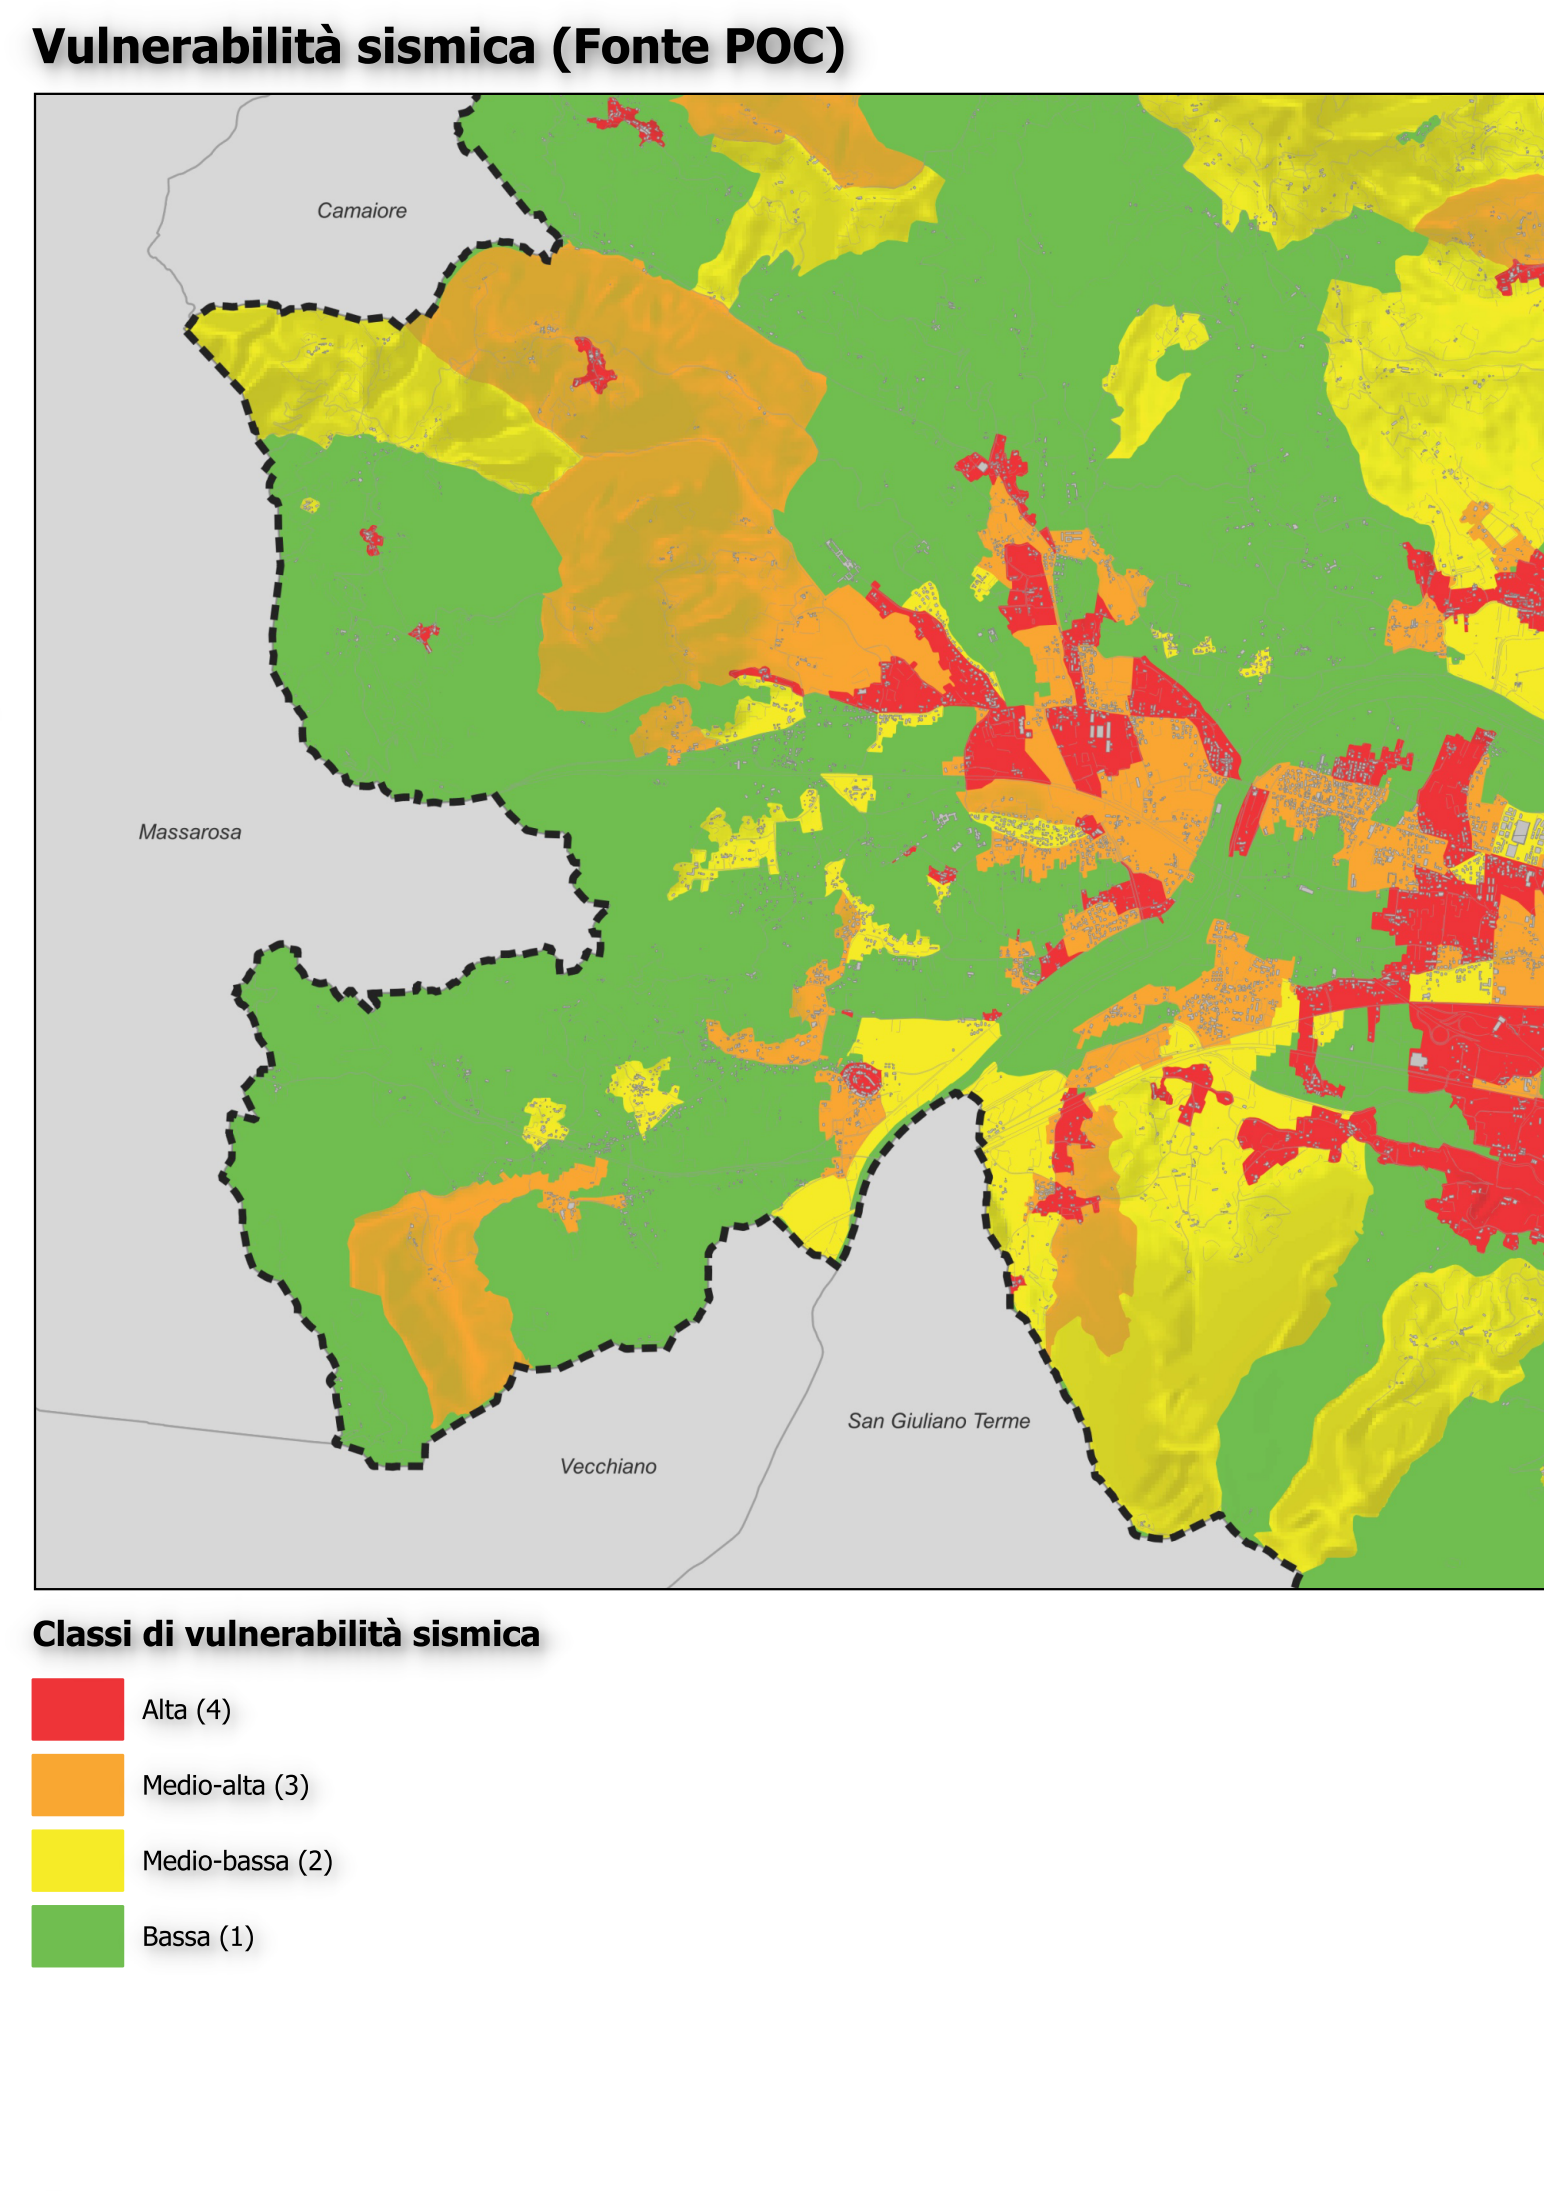 Vulnerabilità sismica (Fonte POC)
Camaiore
Massarosa
San Giuliano Terme
Vecchiano
Classi di vulnerabilità sismica
Alta (4)
Medio-alta (3)
Medio-bassa (2)
Bassa (1)